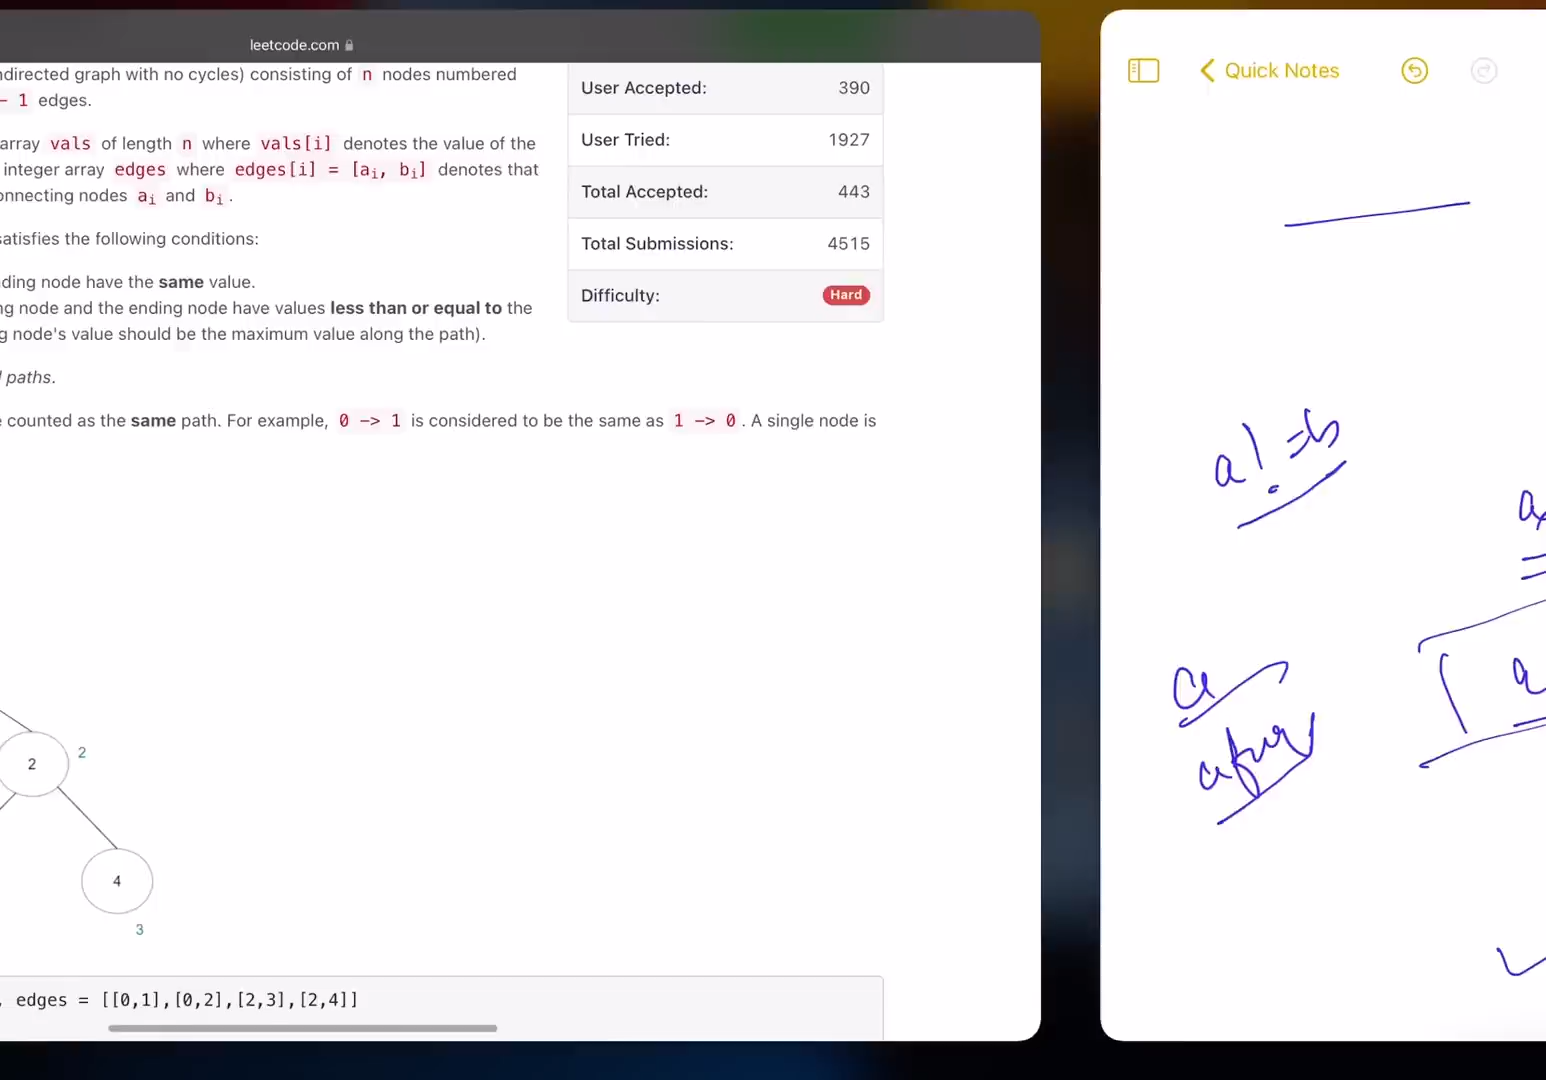 leetcode.com
ndirected graph with no cycles) consisting of n nodes numbered
- 1 edges.
array vals of length n where vals[i] denotes the value of the
integer array edges where edges[i] = [ai, bi] denotes that
onnecting nodes ai and bi.
satisfies the following conditions:
ding node have the same value.
ng node and the ending node have values less than or equal to the
g node's value should be the maximum value along the path).
l paths.
e counted as the same path. For example, 0 -> 1 is considered to be the same as 1 -> 0. A single node is
User Accepted: 390
User Tried: 1927
Total Accepted: 443
Total Submissions: 4515
Difficulty: Hard
2 2
4
3
, edges = [[0,1],[0,2],[2,3],[2,4]]
Quick Notes
a!=b